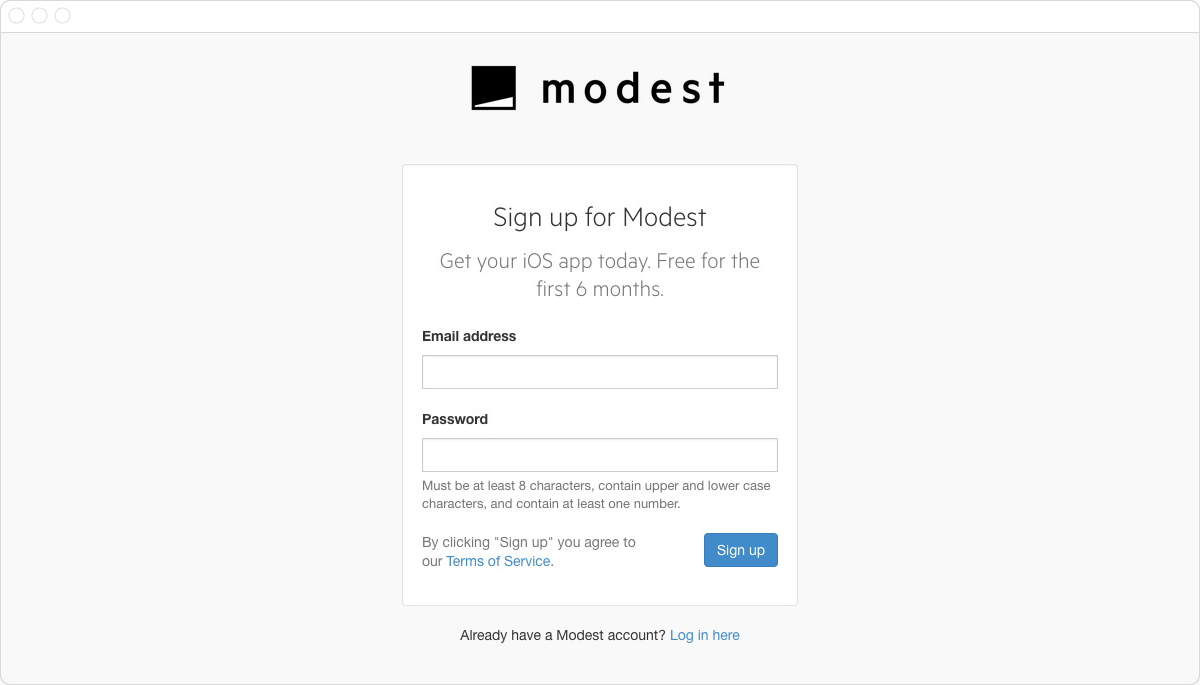 modest
Sign up for Modest
Get your iOS app today. Free for the
first 6 months.
Email address
Password
Must be at least 8 characters, contain upper and lower case
characters, and contain at least one number.
By clicking "Sign up" you agree to
our Terms of Service.
Sign up
Already have a Modest account? Log in here